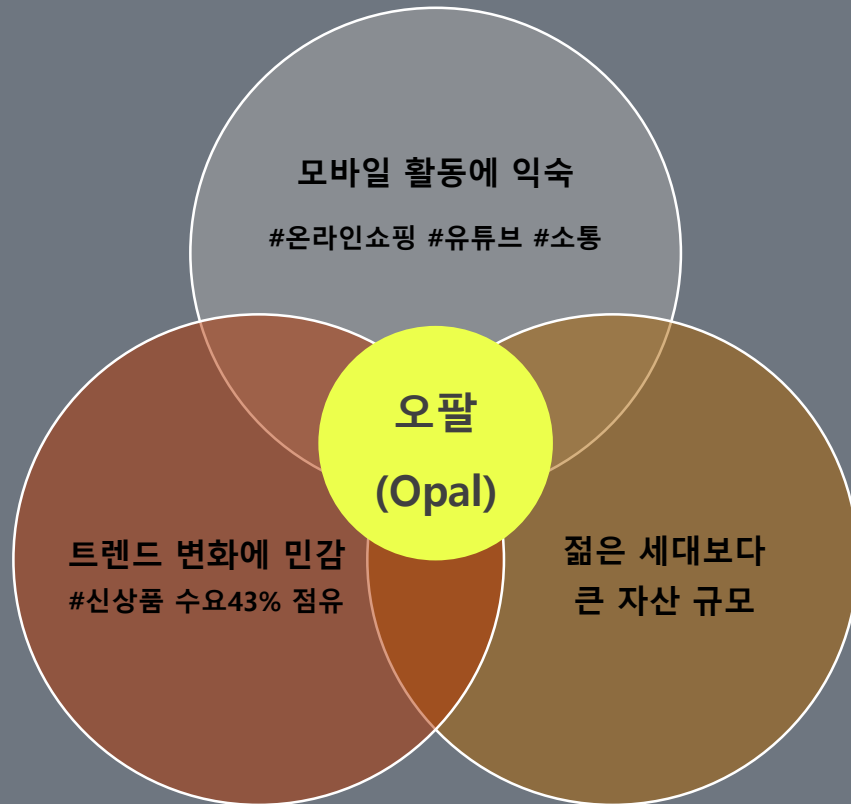 모바일 활동에 익숙
#온라인쇼핑 #유튜브 #소통
오팔
(Opal)
트렌드 변화에 민감
#신상품 수요43% 점유
젊은 세대보다
큰 자산 규모